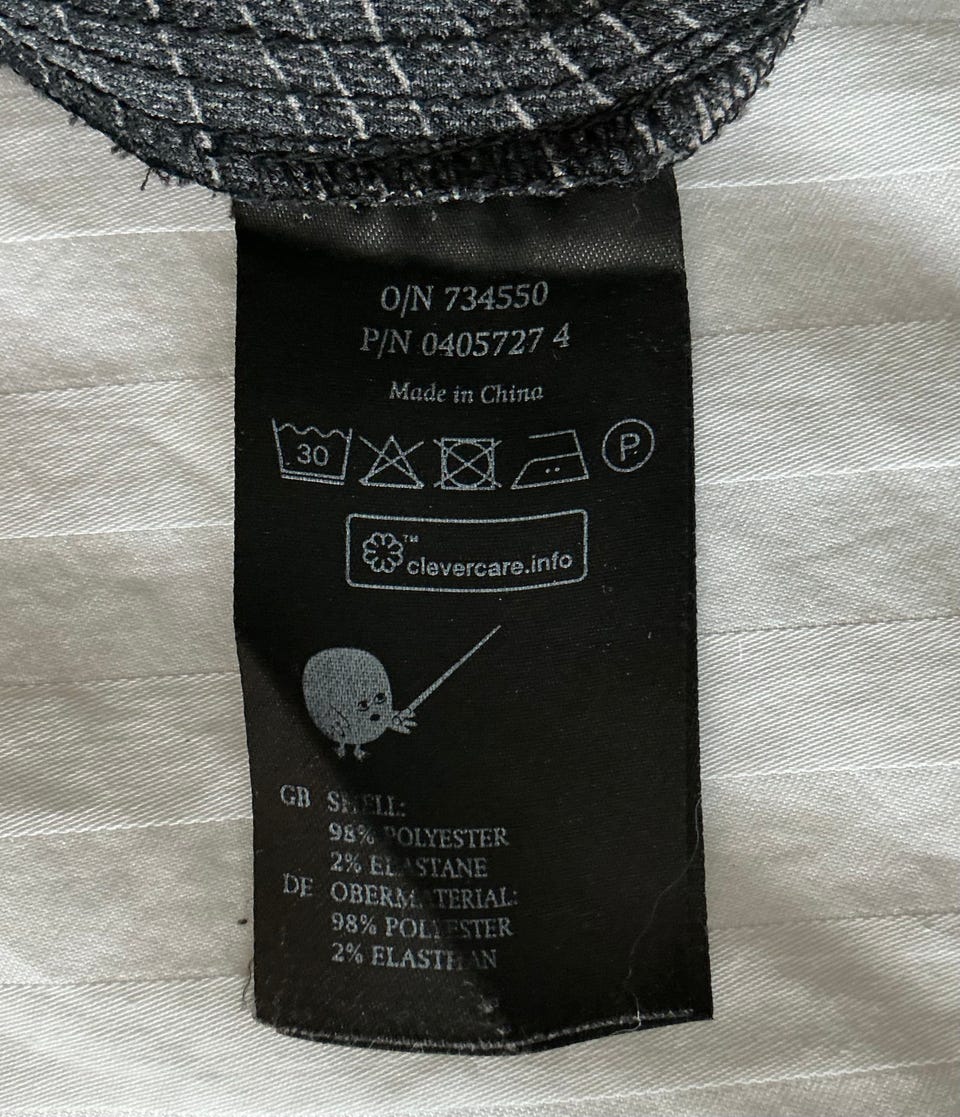 O/N 734550
P/N 0405727 4
Made in China
30
P
™
clevercare.info
GB SHELL:
98% POLYESTER
2% ELASTANE
DE OBERMATERIAL:
98% POLYESTER
2% ELASTHAN